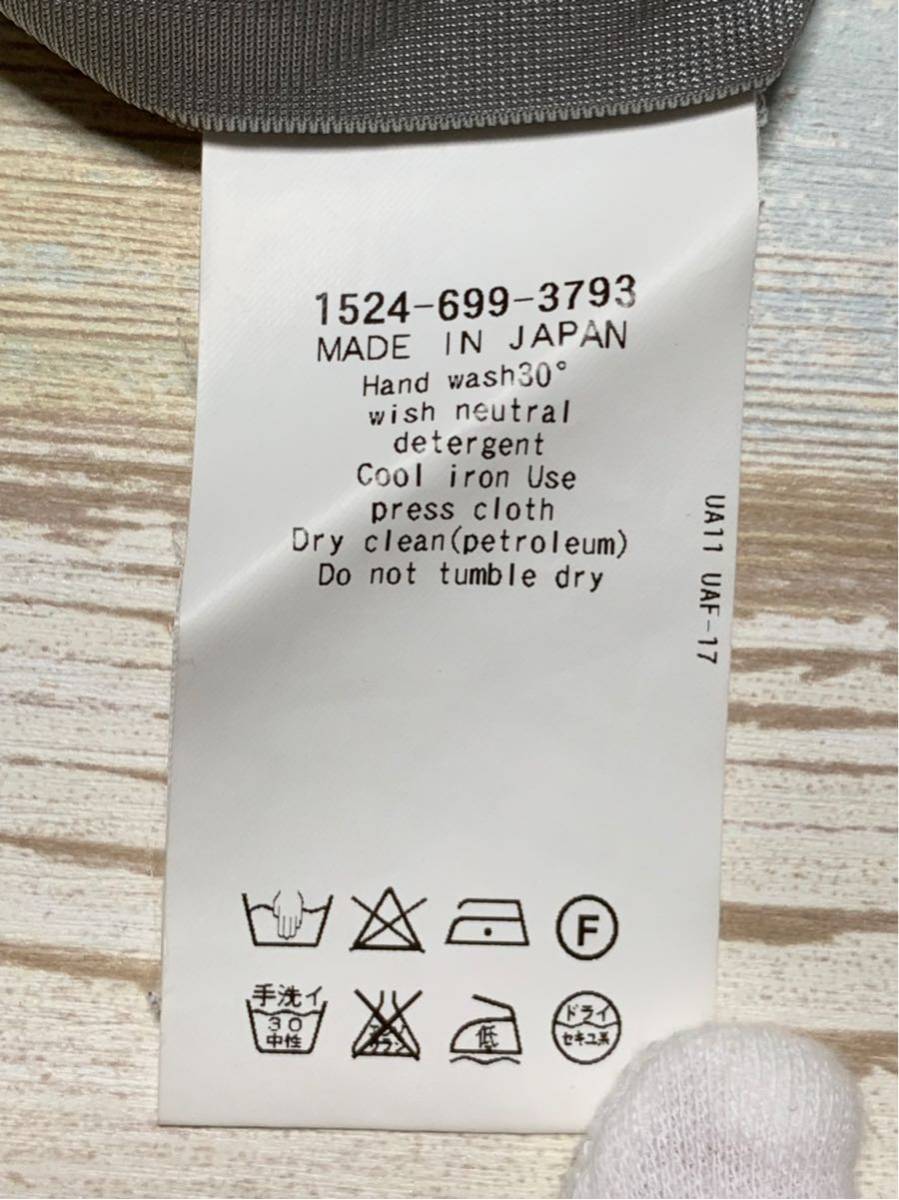 1524-699-3793
MADE IN JAPAN
Hand wash30°
wish neutral
detergent
Cool iron Use
press cloth
Dry clean(petroleum)
Do not tumble dry
UA11 UAF-17
F
手洗イ
30
中性
低
ドライ
セキユ系